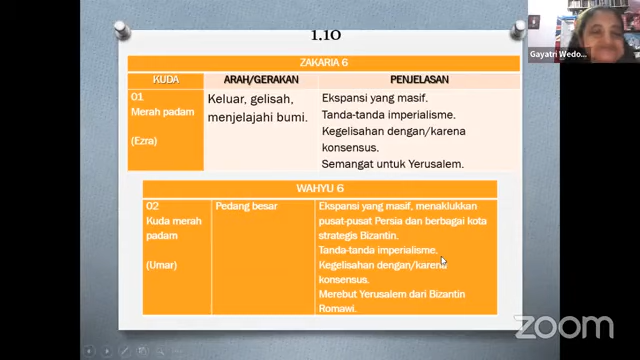 1.10
Gayatri Wedo...
ZAKARIA 6
KUDA ARAH/GERAKAN PENJELASAN
01
Merah padam
(Ezra)
Keluar, gelisah,
menjelajahi bumi.
Ekspansi yang masif.
Tanda-tanda imperialisme.
Kegelisahan dengan/karena
konsensus.
Semangat untuk Yerusalem.
WAHYU 6
02
Kuda merah
padam
(Umar)
Pedang besar
Ekspansi yang masif, menaklukkan
pusat-pusat Persia dan berbagai kota
strategis Bizantin.
Tanda-tanda imperialisme.
Kegelisahan dengan/karena
konsensus.
Merebut Yerusalem dari Bizantin
Romawi.
zoom